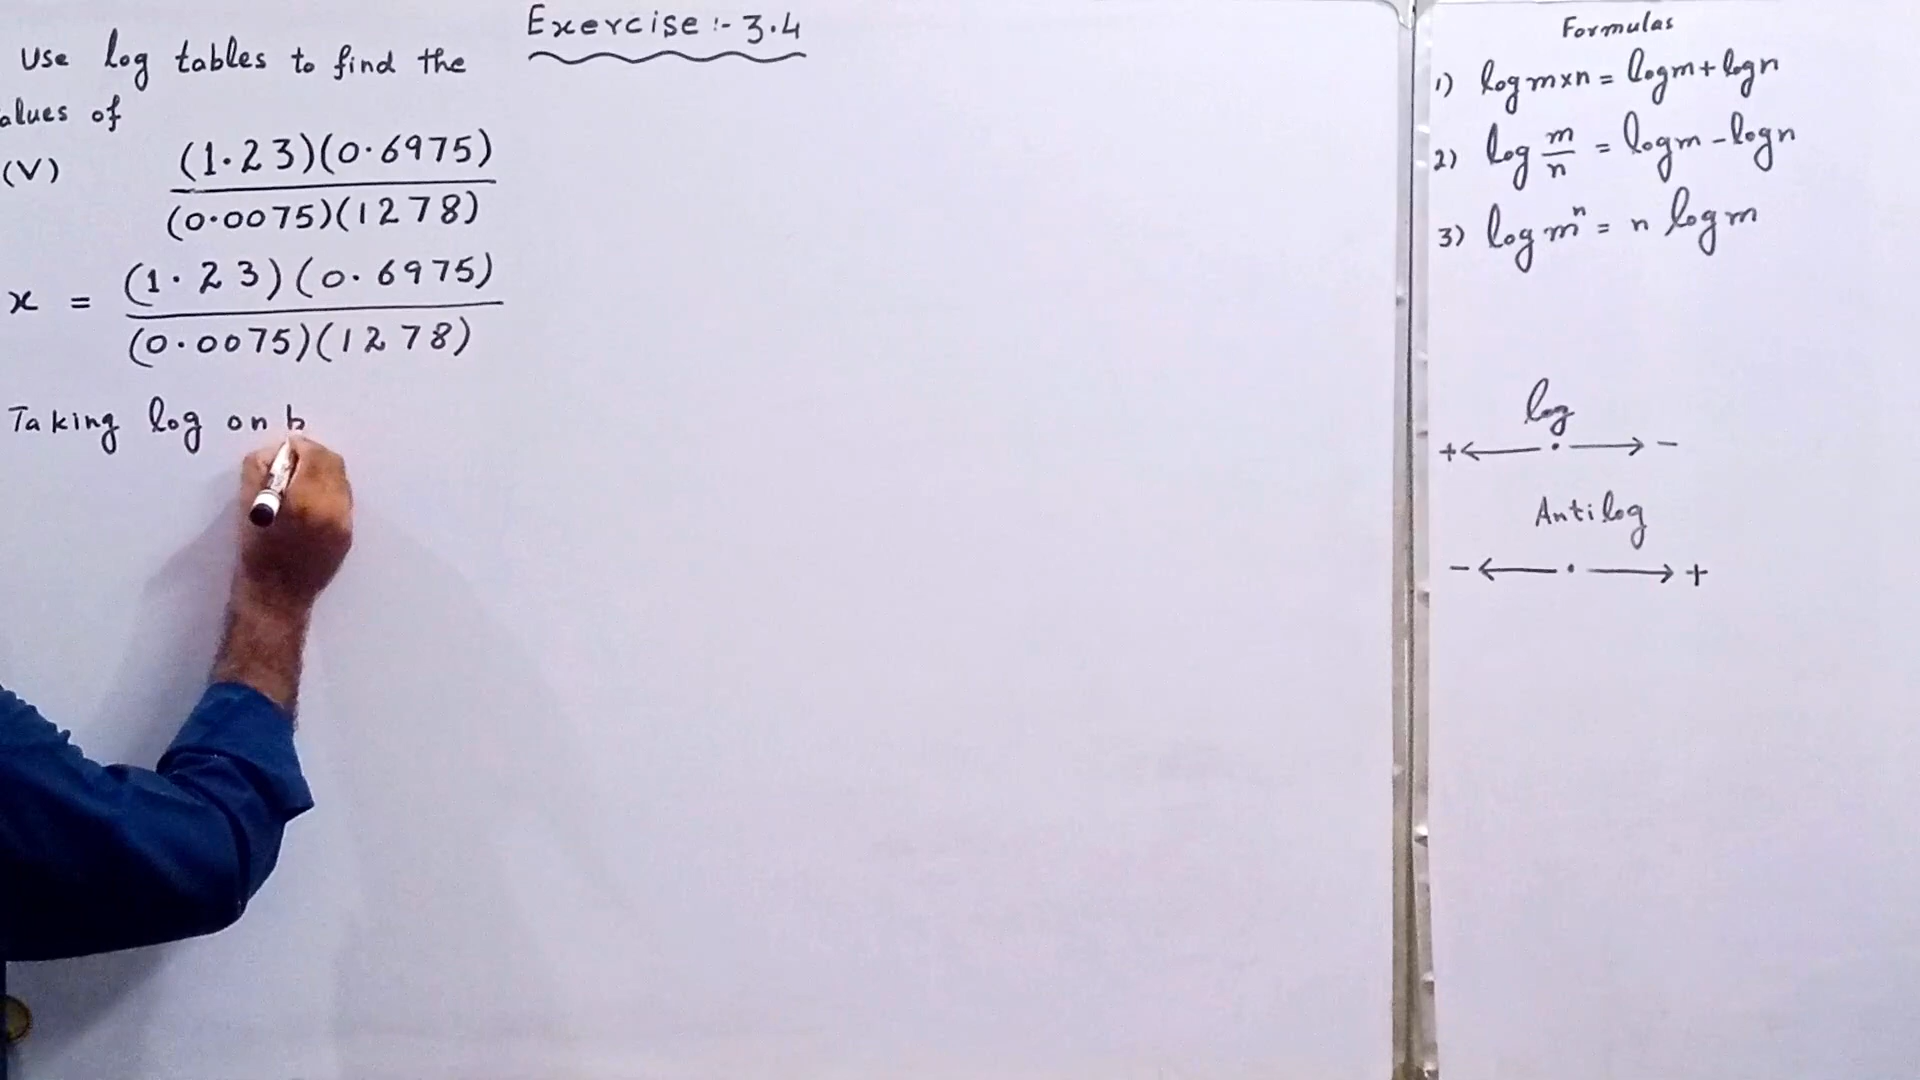 Exercise :- 3.4
Use log tables to find the
alues of
(V) (1.23)(0.6975)
(0.0075)(1278)
x = (1.23)(0.6975)
(0.0075)(1278)
Taking log on b
Formulas
1) log m×n = log m + log n
2) log m/n = log m - log n
3) log mⁿ = n log m
log
+ ← . → -
Antilog
- ← . → +